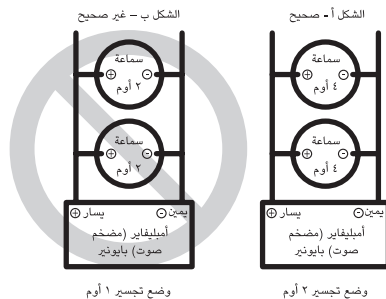 الشكل أ - صحيح
سماعة
⊕ ⊖
٤ أوم
سماعة
⊕ ⊖
٤ أوم
⊕ يسار يمين ⊖
أمبليفاير (مضخم
صوت) بايونير
وضع تجسير ٢ أوم
الشكل ب – غير صحيح
سماعة
⊕ ⊖
٢ أوم
سماعة
⊕ ⊖
٢ أوم
⊕ يسار يمين ⊖
أمبليفاير (مضخم
صوت) بايونير
وضع تجسير ١ أوم